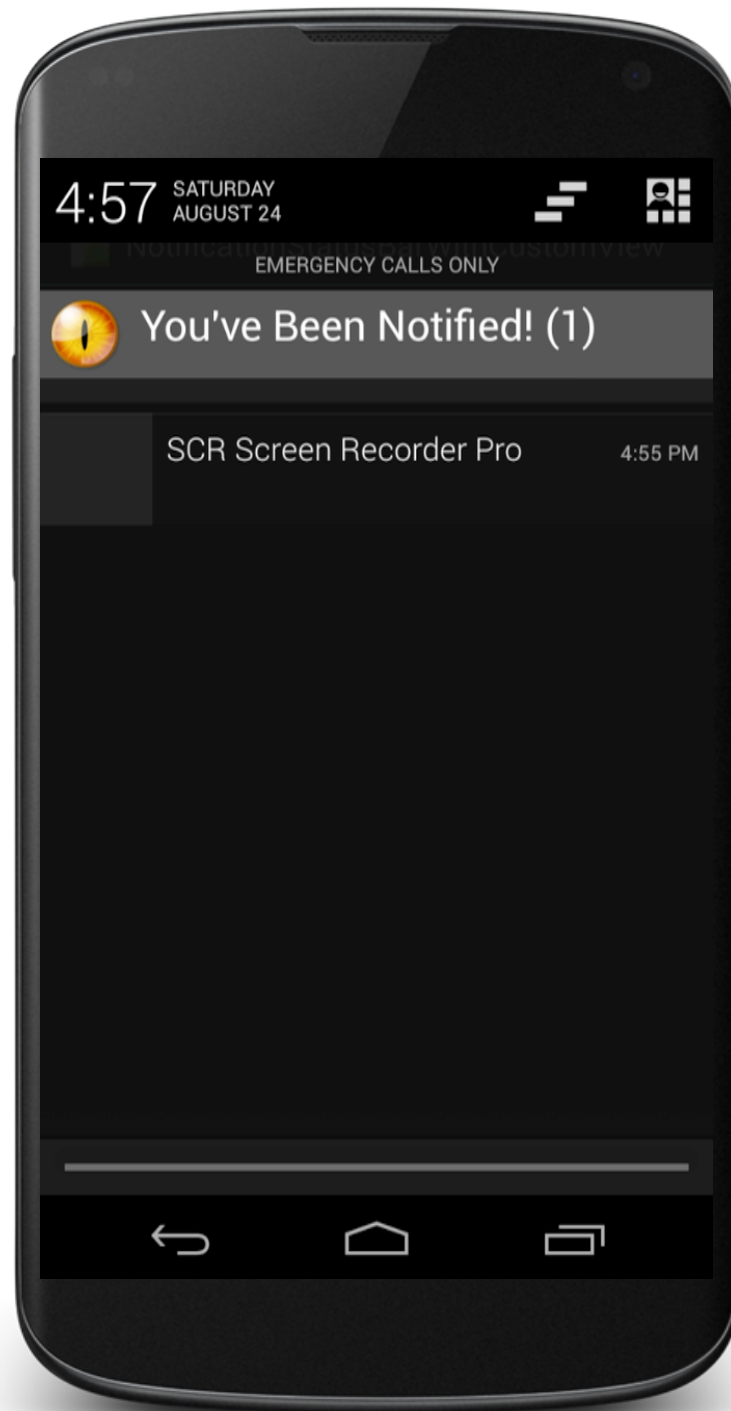 4:57 SATURDAY
AUGUST 24
NotificationStatusBarWithCustomView
EMERGENCY CALLS ONLY
You've Been Notified! (1)
SCR Screen Recorder Pro 4:55 PM